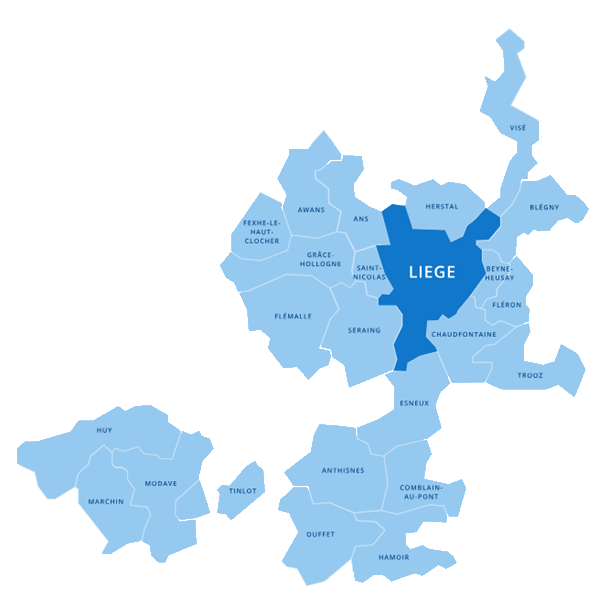 VISÉ
HERSTAL
BLÉGNY
AWANS
ANS
FEXHE-LE-
HAUT-
CLOCHER
GRÂCE-
HOLLOGNE
SAINT-
NICOLAS
LIEGE
BEYNE-
HEUSAY
FLÉRON
FLÉMALLE
SERAING
CHAUDFONTAINE
TROOZ
ESNEUX
HUY
MODAVE
MARCHIN
TINLOT
ANTHISNES
COMBLAIN-
AU-PONT
OUFFET
HAMOIR